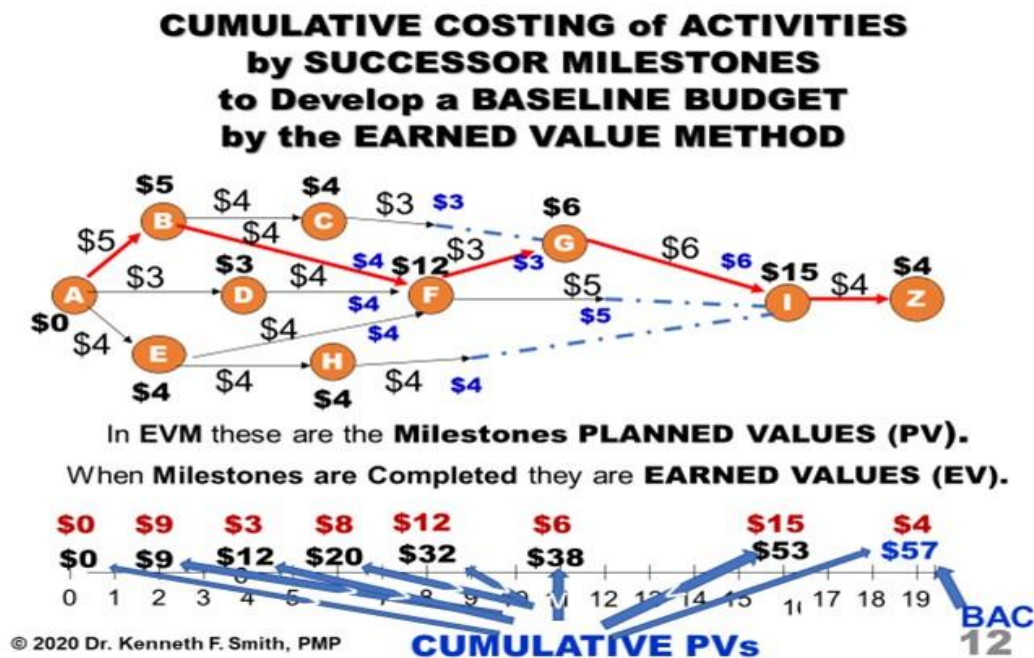 CUMULATIVE COSTING of ACTIVITIES
by SUCCESSOR MILESTONES
to Develop a BASELINE BUDGET
by the EARNED VALUE METHOD
$5 $4 $4 $3 $3 $6
B C G
$5 $4 $4 $12 $3 $3 $6 $6 $15 $4
$3
A $3 D $4 F $5 I $4 Z
$0 $4 $4 $4 $5
E $4 H $4 $4
$4 $4
In EVM these are the Milestones PLANNED VALUES (PV).
When Milestones are Completed they are EARNED VALUES (EV).
$0 $9 $3 $8 $12 $6 $15 $4
$0 $9 $12 $20 $32 $38 $53 $57
0 1 2 3 4 5 6 7 8 9 12 13 14 15 17 18 19
BAC
© 2020 Dr. Kenneth F. Smith, PMP CUMULATIVE PVs 12